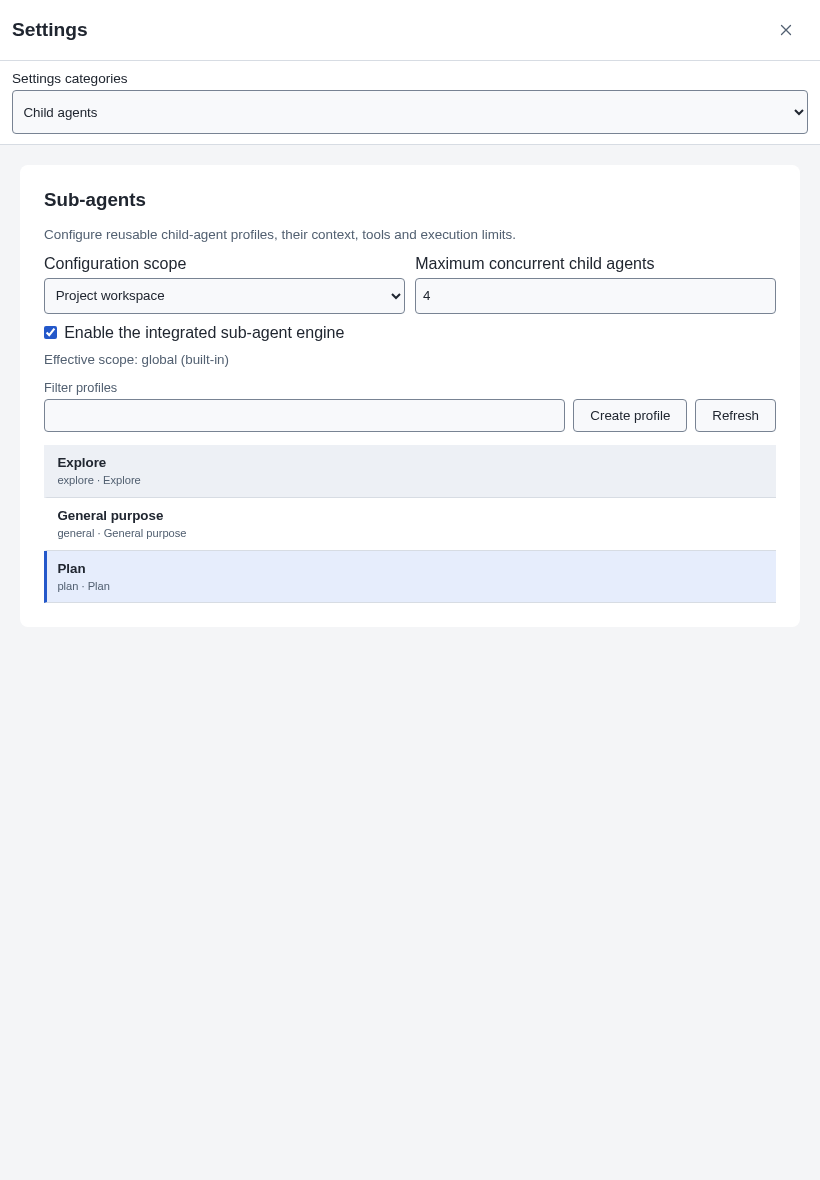 Settings
Settings categories
Child agents
Sub-agents
Configure reusable child-agent profiles, their context, tools and execution limits.
Configuration scope
Maximum concurrent child agents
Project workspace
4
Enable the integrated sub-agent engine
Effective scope: global (built-in)
Filter profiles
Create profile
Refresh
Explore
explore · Explore
General purpose
general · General purpose
Plan
plan · Plan